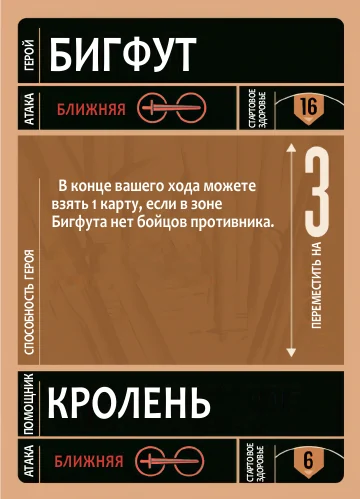 ГЕРОЙ
БИГФУТ
АТАКА
БЛИЖНЯЯ
СТАРТОВОЕ
ЗДОРОВЬЕ
16
СПОСОБНОСТЬ ГЕРОЯ
В конце вашего хода можете
взять 1 карту, если в зоне
Бигфута нет бойцов противника.
ПЕРЕМЕСТИТЬ НА
3
ПОМОЩНИК
КРОЛЕНЬ
АТАКА
БЛИЖНЯЯ
СТАРТОВОЕ
ЗДОРОВЬЕ
6